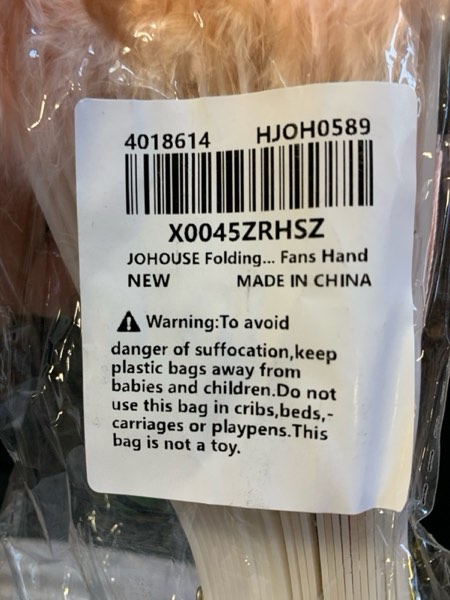 4018614 HJOH0589
X0045ZRHSZ
JOHOUSE Folding... Fans Hand
NEW MADE IN CHINA
Warning:To avoid
danger of suffocation,keep
plastic bags away from
babies and children.Do not
use this bag in cribs,beds,-
carriages or playpens.This
bag is not a toy.